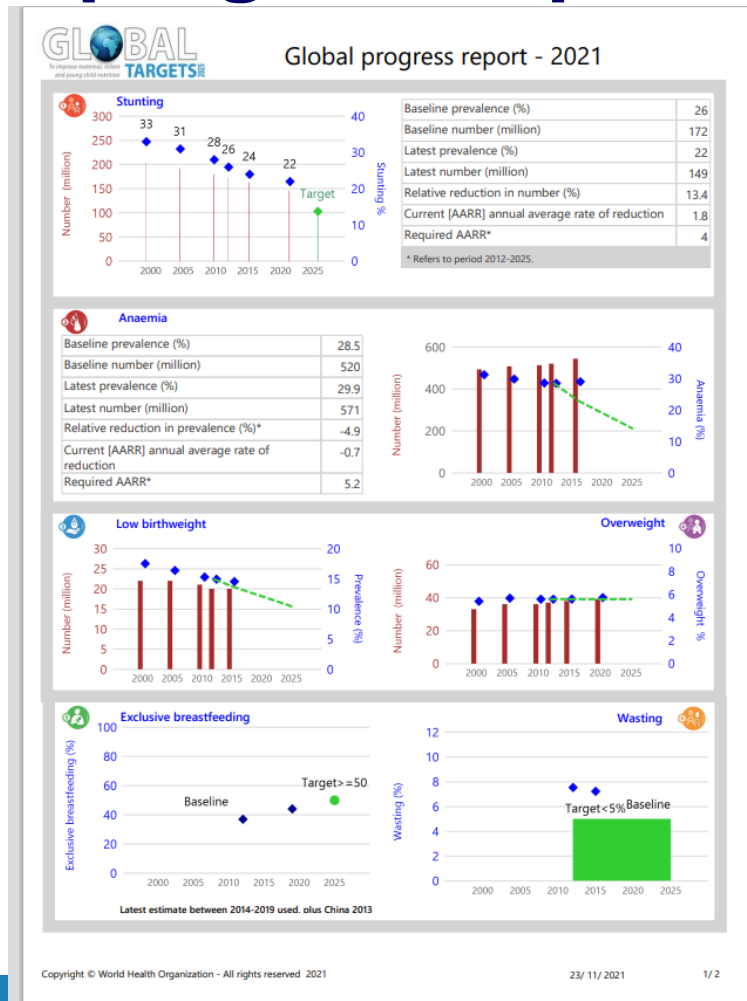 GLOBAL
To improve maternal, infant
and young child nutrition
TARGETS 2025
Global progress report - 2021
Stunting
300
250
200
150
100
50
0
Number (million)
33
31
28
26
24
22
Target
40
30
20
10
0
Stunting %
2000 2005 2010 2015 2020 2025
Baseline prevalence (%) 26
Baseline number (million) 172
Latest prevalence (%) 22
Latest number (million) 149
Relative reduction in number (%) 13.4
Current [AARR] annual average rate of reduction 1.8
Required AARR* 4
* Refers to period 2012-2025.
Anaemia
Baseline prevalence (%) 28.5
Baseline number (million) 520
Latest prevalence (%) 29.9
Latest number (million) 571
Relative reduction in prevalence (%)* -4.9
Current [AARR] annual average rate of -0.7
reduction
Required AARR* 5.2
600
400
200
0
Number (million)
40
30
20
10
0
Anaemia (%)
2000 2005 2010 2015 2020 2025
Low birthweight
30
25
20
15
10
5
0
Number (million)
20
15
10
5
0
Prevalence (%)
2000 2005 2010 2015 2020 2025
Overweight
60
40
20
0
Number (million)
10
8
6
4
2
0
Overweight %
2000 2005 2010 2015 2020 2025
Exclusive breastfeeding
100
80
60
40
20
0
Exclusive breastfeeding (%)
Baseline
Target>=50
2000 2005 2010 2015 2020 2025
Latest estimate between 2014-2019 used, plus China 2013
Wasting
12
10
8
6
4
2
0
Wasting (%)
Target<5% Baseline
2000 2005 2010 2015 2020 2025
Copyright © World Health Organization - All rights reserved 2021
23/ 11/ 2021
1/ 2